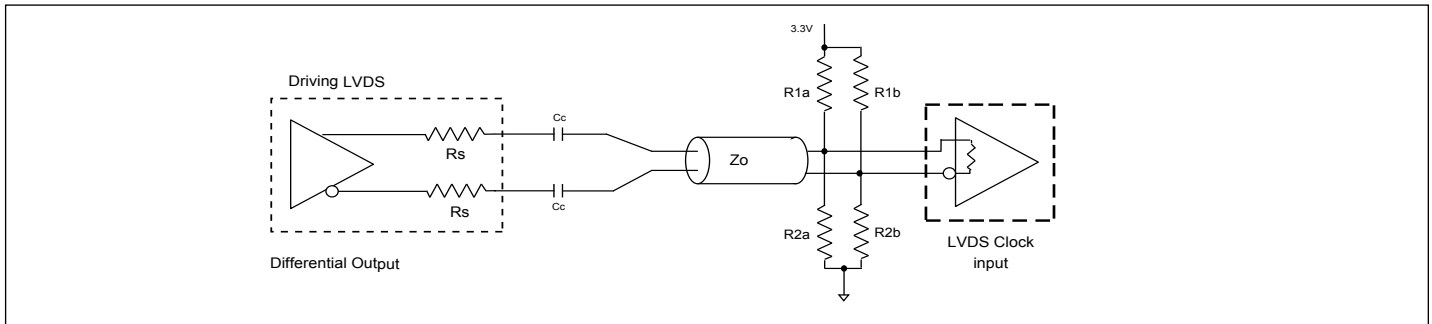 3.3V
Driving LVDS
R1a
R1b
Cc
Rs
Zo
Cc
Rs
R2a
R2b
LVDS Clock
input
Differential Output